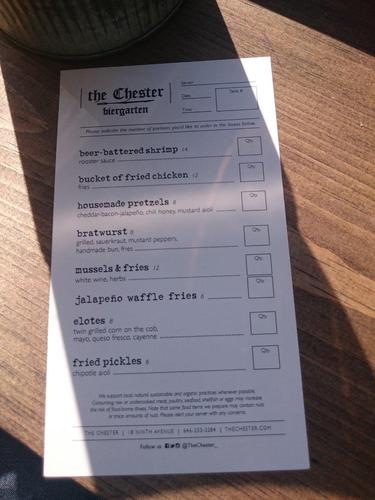 the Chester
biergarten
Server
Date
Time
Table #
Please indicate the number of portions you'd like to order in the boxes below.
beer-battered shrimp 14
rooster sauce
Qty
bucket of fried chicken 12
fries
Qty
housemade pretzels 8
cheddar-bacon-jalapeño, chili honey, mustard aioli
Qty
bratwurst 8
grilled, sauerkraut, mustard peppers,
handmade bun, fries
Qty
mussels & fries 12
white wine, herbs
Qty
jalapeño waffle fries 6
Qty
elotes 8
twin grilled corn on the cob,
mayo, queso fresco, cayenne
Qty
fried pickles 6
chipotle aioli
Qty
We support local, natural, sustainable and organic practices whenever possible.
Consuming raw or undercooked meat, poultry, seafood, shellfish or eggs may increase
the risk of food-borne illness. Note that some food items we prepare may contain nuts
or trace amounts of nuts. Please alert your server with any concerns.
THE CHESTER | 18 NINTH AVENUE | 646-253-2284 | THECHESTER.COM
Follow us @TheChester_